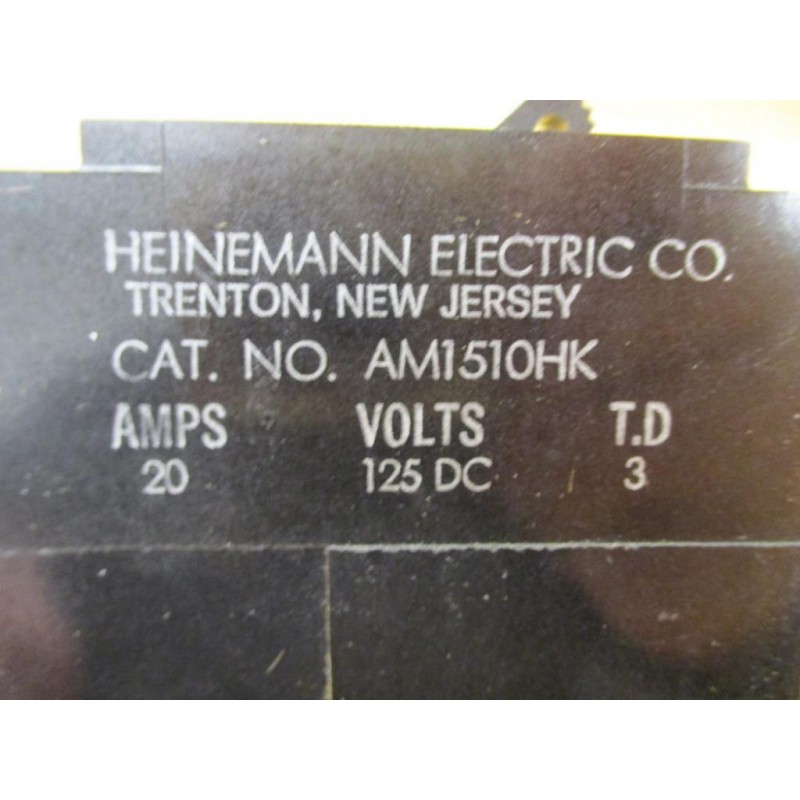 HEINEMANN ELECTRIC CO.
TRENTON, NEW JERSEY
CAT. NO. AM1510HK
AMPS VOLTS T.D
20 125 DC 3